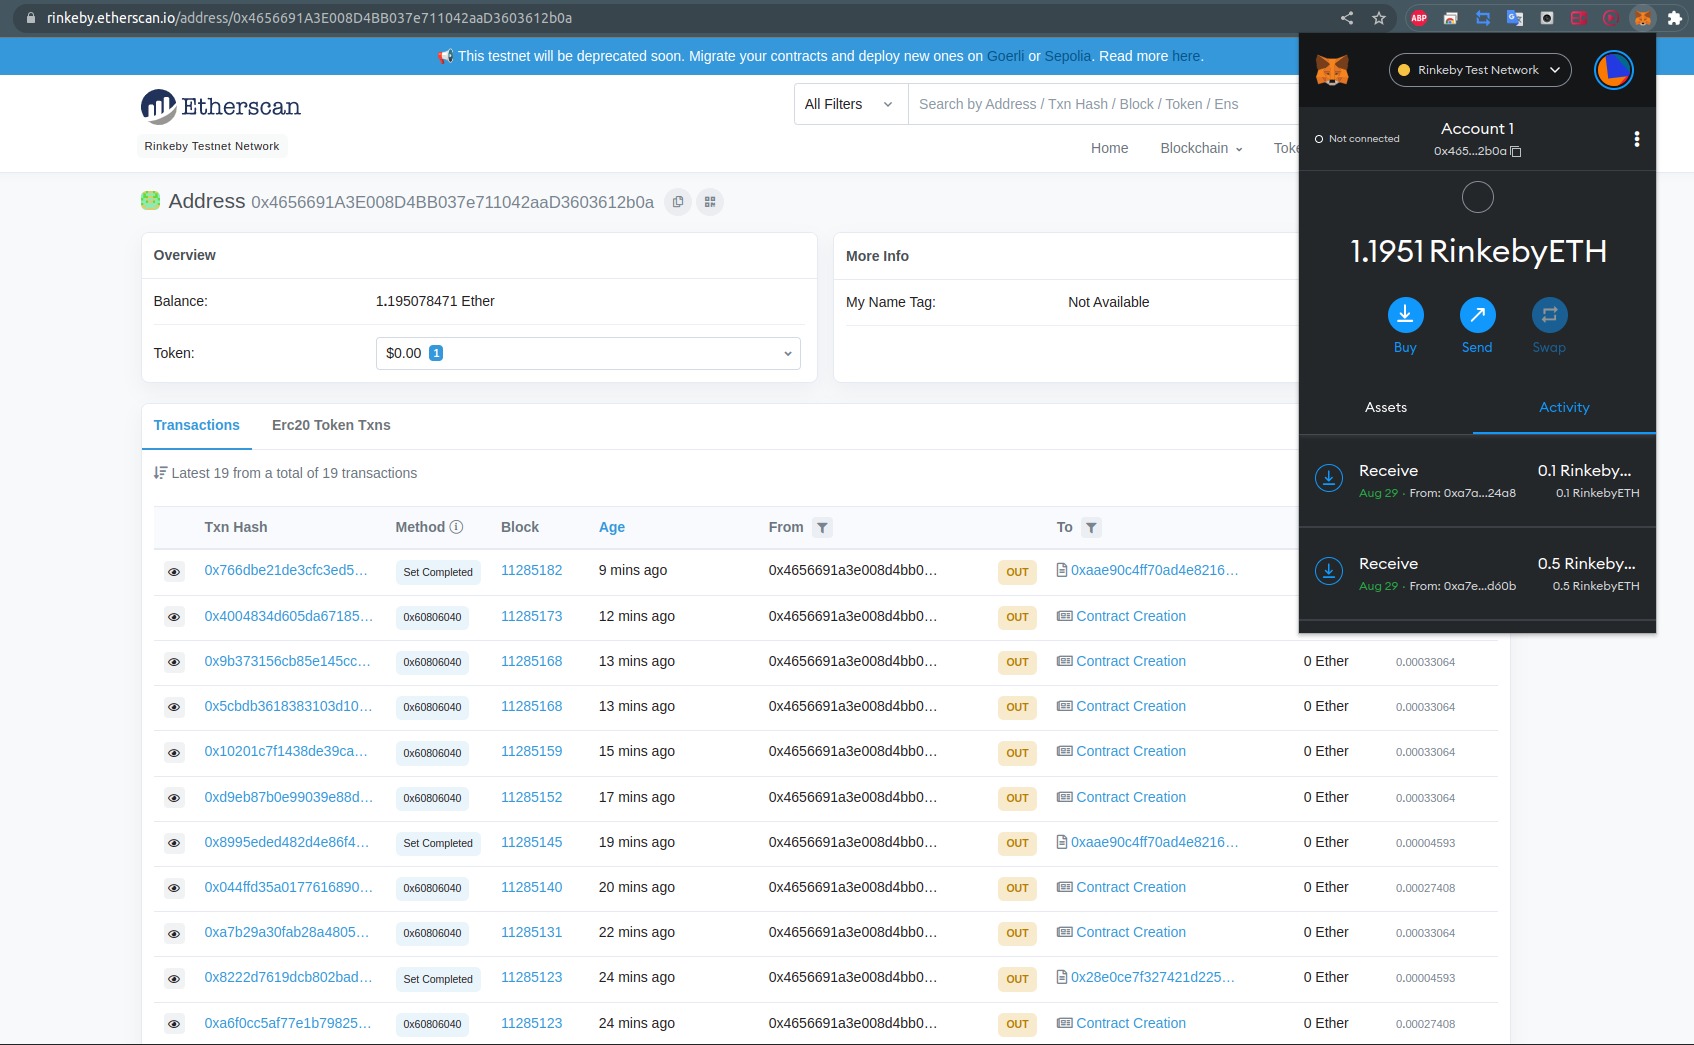 rinkeby.etherscan.io/address/0x4656691A3E008D4BB037e711042aaD3603612b0a
ABP
This testnet will be deprecated soon. Migrate your contracts and deploy new ones on Goerli or Sepolia. Read more here.
Etherscan
All Filters
Search by Address / Txn Hash / Block / Token / Ens
Rinkeby Testnet Network
Home Blockchain Toke
Address 0x4656691A3E008D4BB037e711042aaD3603612b0a
Overview
Balance: 1.195078471 Ether
Token: $0.00 1
More Info
My Name Tag: Not Available
Transactions Erc20 Token Txns
Latest 19 from a total of 19 transactions
Txn Hash Method Block Age From To
0x766dbe21de3cfc3ed5... Set Completed 11285182 9 mins ago 0x4656691a3e008d4bb0... OUT 0xaae90c4ff70ad4e8216...
0x4004834d605da67185... 0x60806040 11285173 12 mins ago 0x4656691a3e008d4bb0... OUT Contract Creation
0x9b373156cb85e145cc... 0x60806040 11285168 13 mins ago 0x4656691a3e008d4bb0... OUT Contract Creation 0 Ether 0.00033064
0x5cbdb3618383103d10... 0x60806040 11285168 13 mins ago 0x4656691a3e008d4bb0... OUT Contract Creation 0 Ether 0.00033064
0x10201c7f1438de39ca... 0x60806040 11285159 15 mins ago 0x4656691a3e008d4bb0... OUT Contract Creation 0 Ether 0.00033064
0xd9eb87b0e99039e88d... 0x60806040 11285152 17 mins ago 0x4656691a3e008d4bb0... OUT Contract Creation 0 Ether 0.00033064
0x8995eded482d4e86f4... Set Completed 11285145 19 mins ago 0x4656691a3e008d4bb0... OUT 0xaae90c4ff70ad4e8216... 0 Ether 0.00004593
0x044ffd35a0177616890... 0x60806040 11285140 20 mins ago 0x4656691a3e008d4bb0... OUT Contract Creation 0 Ether 0.00027408
0xa7b29a30fab28a4805... 0x60806040 11285131 22 mins ago 0x4656691a3e008d4bb0... OUT Contract Creation 0 Ether 0.00033064
0x8222d7619dcb802bad... Set Completed 11285123 24 mins ago 0x4656691a3e008d4bb0... OUT 0x28e0ce7f327421d225... 0 Ether 0.00004593
0xa6f0cc5af77e1b79825... 0x60806040 11285123 24 mins ago 0x4656691a3e008d4bb0... OUT Contract Creation 0 Ether 0.00027408
Rinkeby Test Network
Not connected
Account 1
0x465...2b0a
1.1951 RinkebyETH
Buy Send Swap
Assets Activity
Receive 0.1 Rinkeby...
Aug 29 · From: 0xa7a...24a8 0.1 RinkebyETH
Receive 0.5 Rinkeby...
Aug 29 · From: 0xa7e...d60b 0.5 RinkebyETH